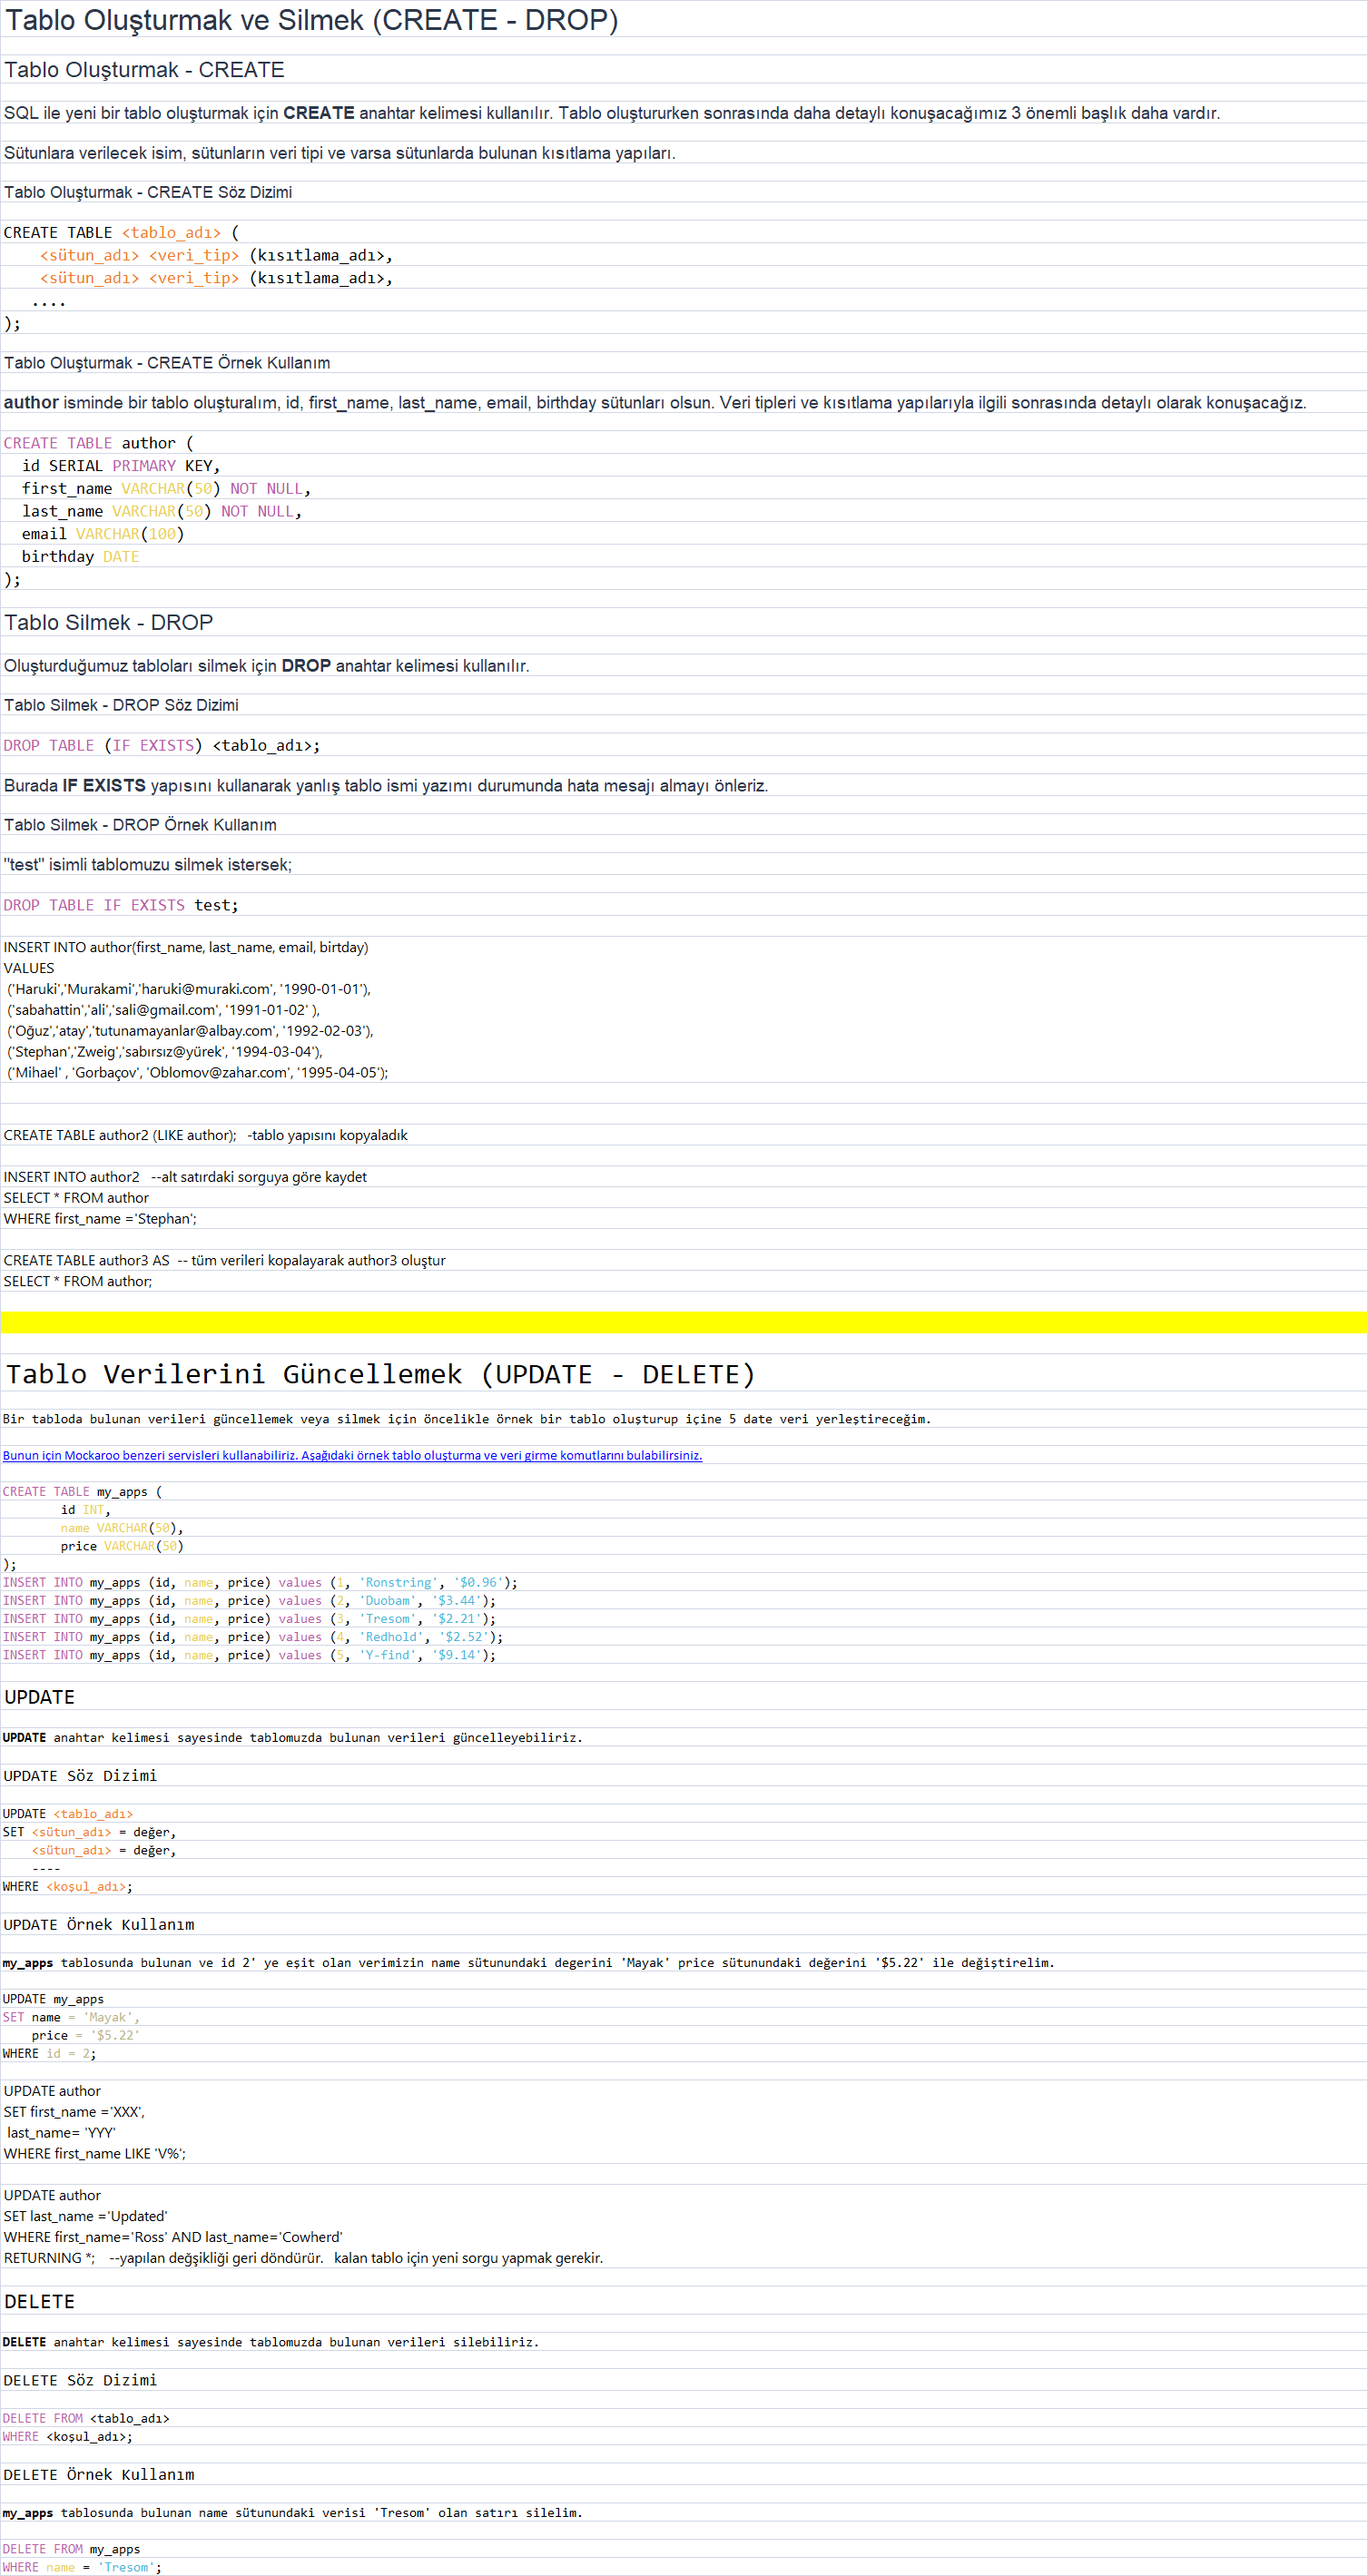 Tablo Oluşturmak ve Silmek (CREATE - DROP)
Tablo Oluşturmak - CREATE
SQL ile yeni bir tablo oluşturmak için CREATE anahtar kelimesi kullanılır. Tablo oluştururken sonrasında daha detaylı konuşacağımız 3 önemli başlık daha vardır.
Sütunlara verilecek isim, sütunların veri tipi ve varsa sütunlarda bulunan kısıtlama yapıları.
Tablo Oluşturmak - CREATE Söz Dizimi
CREATE TABLE <tablo_adı> (
    <sütun_adı> <veri_tip> (kısıtlama_adı>,
    <sütun_adı> <veri_tip> (kısıtlama_adı>,
   ....
);
Tablo Oluşturmak - CREATE Örnek Kullanım
author isminde bir tablo oluşturalım, id, first_name, last_name, email, birthday sütunları olsun. Veri tipleri ve kısıtlama yapılarıyla ilgili sonrasında detaylı olarak konuşacağız.
CREATE TABLE author (
  id SERIAL PRIMARY KEY,
  first_name VARCHAR(50) NOT NULL,
  last_name VARCHAR(50) NOT NULL,
  email VARCHAR(100)
  birthday DATE
);
Tablo Silmek - DROP
Oluşturduğumuz tabloları silmek için DROP anahtar kelimesi kullanılır.
Tablo Silmek - DROP Söz Dizimi
DROP TABLE (IF EXISTS) <tablo_adı>;
Burada IF EXISTS yapısını kullanarak yanlış tablo ismi yazımı durumunda hata mesajı almayı önleriz.
Tablo Silmek - DROP Örnek Kullanım
"test" isimli tablomuzu silmek istersek;
DROP TABLE IF EXISTS test;
INSERT INTO author(first_name, last_name, email, birtday)
VALUES
 ('Haruki','Murakami','haruki@muraki.com', '1990-01-01'),
 ('sabahattin','ali','sali@gmail.com', '1991-01-02' ),
 ('Oğuz','atay','tutunamayanlar@albay.com', '1992-02-03'),
 ('Stephan','Zweig','sabırsız@yürek', '1994-03-04'),
 ('Mihael' , 'Gorbaçov', 'Oblomov@zahar.com', '1995-04-05');
CREATE TABLE author2 (LIKE author);   -tablo yapısını kopyaladık
INSERT INTO author2   --alt satırdaki sorguya göre kaydet
SELECT * FROM author
WHERE first_name ='Stephan';
CREATE TABLE author3 AS  -- tüm verileri kopalayarak author3 oluştur
SELECT * FROM author;
Tablo Verilerini Güncellemek (UPDATE - DELETE)
Bir tabloda bulunan verileri güncellemek veya silmek için öncelikle örnek bir tablo oluşturup içine 5 date veri yerleştireceğim.
Bunun için Mockaroo benzeri servisleri kullanabiliriz. Aşağıdaki örnek tablo oluşturma ve veri girme komutlarını bulabilirsiniz.
CREATE TABLE my_apps (
        id INT,
        name VARCHAR(50),
        price VARCHAR(50)
);
INSERT INTO my_apps (id, name, price) values (1, 'Ronstring', '$0.96');
INSERT INTO my_apps (id, name, price) values (2, 'Duobam', '$3.44');
INSERT INTO my_apps (id, name, price) values (3, 'Tresom', '$2.21');
INSERT INTO my_apps (id, name, price) values (4, 'Redhold', '$2.52');
INSERT INTO my_apps (id, name, price) values (5, 'Y-find', '$9.14');
UPDATE
UPDATE anahtar kelimesi sayesinde tablomuzda bulunan verileri güncelleyebiliriz.
UPDATE Söz Dizimi
UPDATE <tablo_adı>
SET <sütun_adı> = değer,
    <sütun_adı> = değer,
    ----
WHERE <koşul_adı>;
UPDATE Örnek Kullanım
my_apps tablosunda bulunan ve id 2' ye eşit olan verimizin name sütunundaki degerini 'Mayak' price sütunundaki değerini '$5.22' ile değiştirelim.
UPDATE my_apps
SET name = 'Mayak',
    price = '$5.22'
WHERE id = 2;
UPDATE author
SET first_name ='XXX',
 last_name= 'YYY'
WHERE first_name LIKE 'V%';
UPDATE author
SET last_name ='Updated'
WHERE first_name='Ross' AND last_name='Cowherd'
RETURNING *;    --yapılan değşikliği geri döndürür.   kalan tablo için yeni sorgu yapmak gerekir.
DELETE
DELETE anahtar kelimesi sayesinde tablomuzda bulunan verileri silebiliriz.
DELETE Söz Dizimi
DELETE FROM <tablo_adı>
WHERE <koşul_adı>;
DELETE Örnek Kullanım
my_apps tablosunda bulunan name sütunundaki verisi 'Tresom' olan satırı silelim.
DELETE FROM my_apps
WHERE name = 'Tresom';